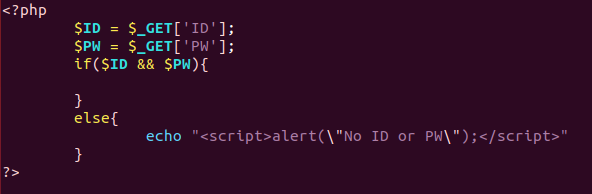 <?php
$ID = $_GET['ID'];
$PW = $_GET['PW'];
if($ID && $PW){
}
else{
echo "<script>alert(\"No ID or PW\");</script>"
}
?>